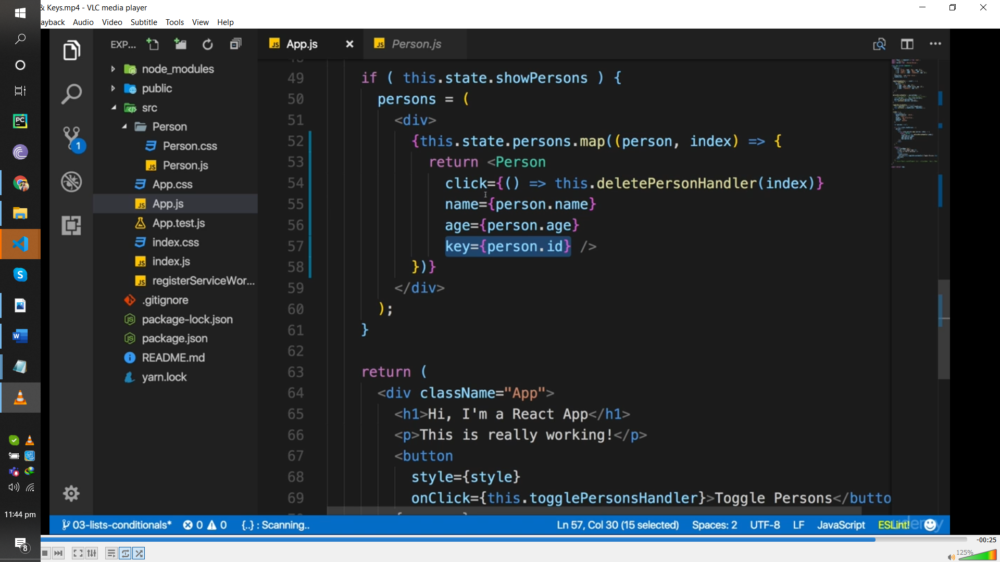 & Keys.mp4 - VLC media player
ayback Audio Video Subtitle Tools View Help
EXP...
App.js
Person.js
node_modules
public
src
Person
Person.css
Person.js
App.css
App.js
App.test.js
index.css
index.js
registerServiceWor...
.gitignore
package-lock.json
package.json
README.md
yarn.lock
1
49 if ( this.state.showPersons ) {
50 persons = (
51 <div>
52 {this.state.persons.map((person, index) => {
53 return <Person
54 click={() => this.deletePersonHandler(index)}
55 name={person.name}
56 age={person.age}
57 key={person.id} />
58 })}
59 </div>
60 );
61 }
62
63 return (
64 <div className="App">
65 <h1>Hi, I'm a React App</h1>
66 <p>This is really working!</p>
67 <button
68 style={style}
69 onClick={this.togglePersonsHandler}>Toggle Persons</butto
03-lists-conditionals* 0 0 {..} : Scanning.. Ln 57, Col 30 (15 selected) Spaces: 2 UTF-8 LF JavaScript ESLint!
udemy
11:44 pm
8
-00:25
125%
PC
S
W